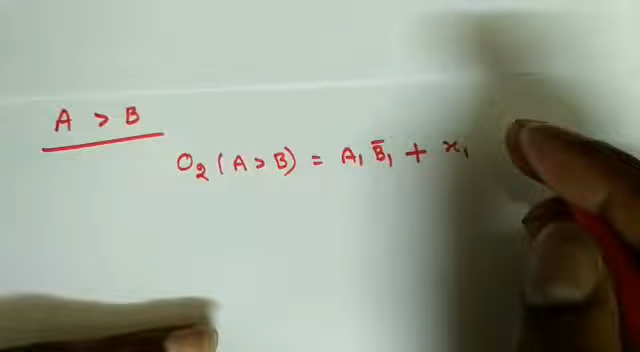 A > B
O₂ (A > B) = A₁ B̅₁ + x₁